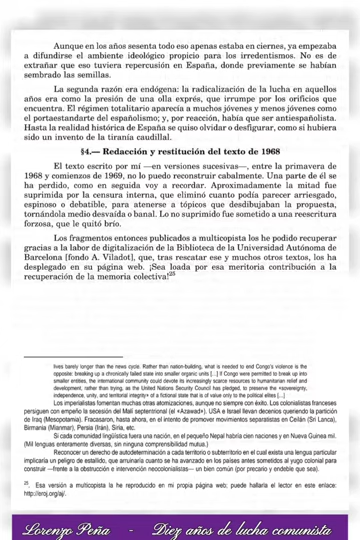 Aunque en los años sesenta todo eso apenas estaba en ciernes, ya empezaba
a difundirse el ambiente ideológico propicio para los irredentismos. No es de
extrañar que eso tuviera repercusión en España, donde previamente se habían
sembrado las semillas.
La segunda razón era endógena: la radicalización de la lucha en aquellos
años era como la presión de una olla exprés, que irrumpe por los orificios que
encuentra. El régimen totalitario aparecía a muchos jóvenes y menos jóvenes como
el portaestandarte del españolismo; y, por reacción, había que ser antiespañolista.
Hasta la realidad histórica de España se quiso olvidar o desfigurar, como si hubiera
sido un invento de la tiranía caudillal.
§4.— Redacción y restitución del texto de 1968
El texto escrito por mí —en versiones sucesivas—, entre la primavera de
1968 y comienzos de 1969, no lo puedo reconstruir cabalmente. Una parte de él se
ha perdido, como en seguida voy a recordar. Aproximadamente la mitad fue
suprimida por la censura interna, que eliminó cuanto podía parecer arriesgado,
espinoso o debatible, para atenerse a tópicos que desdibujaban la propuesta,
tornándola medio desvaída o banal. Lo no suprimido fue sometido a una reescritura
forzosa, que le quitó brío.
Los fragmentos entonces publicados a multicopista los he podido recuperar
gracias a la labor de digitalización de la Biblioteca de la Universidad Autónoma de
Barcelona [fondo A. Viladot], que, tras rescatar ese y muchos otros textos, los ha
desplegado en su página web. ¡Sea loada por esa meritoria contribución a la
recuperación de la memoria colectiva!25
lives barely longer than the news cycle. Rather than nation-building, what is needed to end Congo's violence is the
opposite: breaking up a chronically failed state into smaller organic units [...] if Congo were permitted to break up into
smaller entities, the international community could devote its increasingly scarce resources to humanitarian relief and
development, rather than trying, as the United Nations Security Council has pledged, to preserve the «sovereignty,
independence, unity, and territorial integrity» of a fictional state that is of value only to the political elites [...]
Los imperialistas fomentan muchas otras atomizaciones, aunque no siempre con éxito. Los colonialistas franceses
persiguen con empeño la secesión del Malí septentrional (el «Azawad»). USA e Israel llevan decenios queriendo la partición
de Iraq (Mesopotamia). Fracasaron, hasta ahora, en el intento de promover movimientos separatistas en Ceilán (Sri Lanca),
Birmania (Mianmar), Persia (Irán), Siria, etc.
Si cada comunidad lingüística fuera una nación, en el pequeño Nepal habría cien naciones y en Nueva Guinea mil.
(Mil lenguas enteramente diversas, sin ninguna comprensibilidad mutua.)
Reconocer un derecho de autodeterminación a cada territorio o subterritorio en el cual exista una lengua particular
implicaría un peligro de estallido, que arruinaría cuanto se ha avanzado en los países antes sometidos al yugo colonial para
construir —frente a la obstrucción e intervención neocolonialistas— un bien común (por precario y endeble que sea).
25. Esa versión a multicopista la he reproducido en mi propia página web; puede hallarla el lector en este enlace:
http://eroj.org/aj/.
Lorenzo Peña - Diez años de lucha comunista